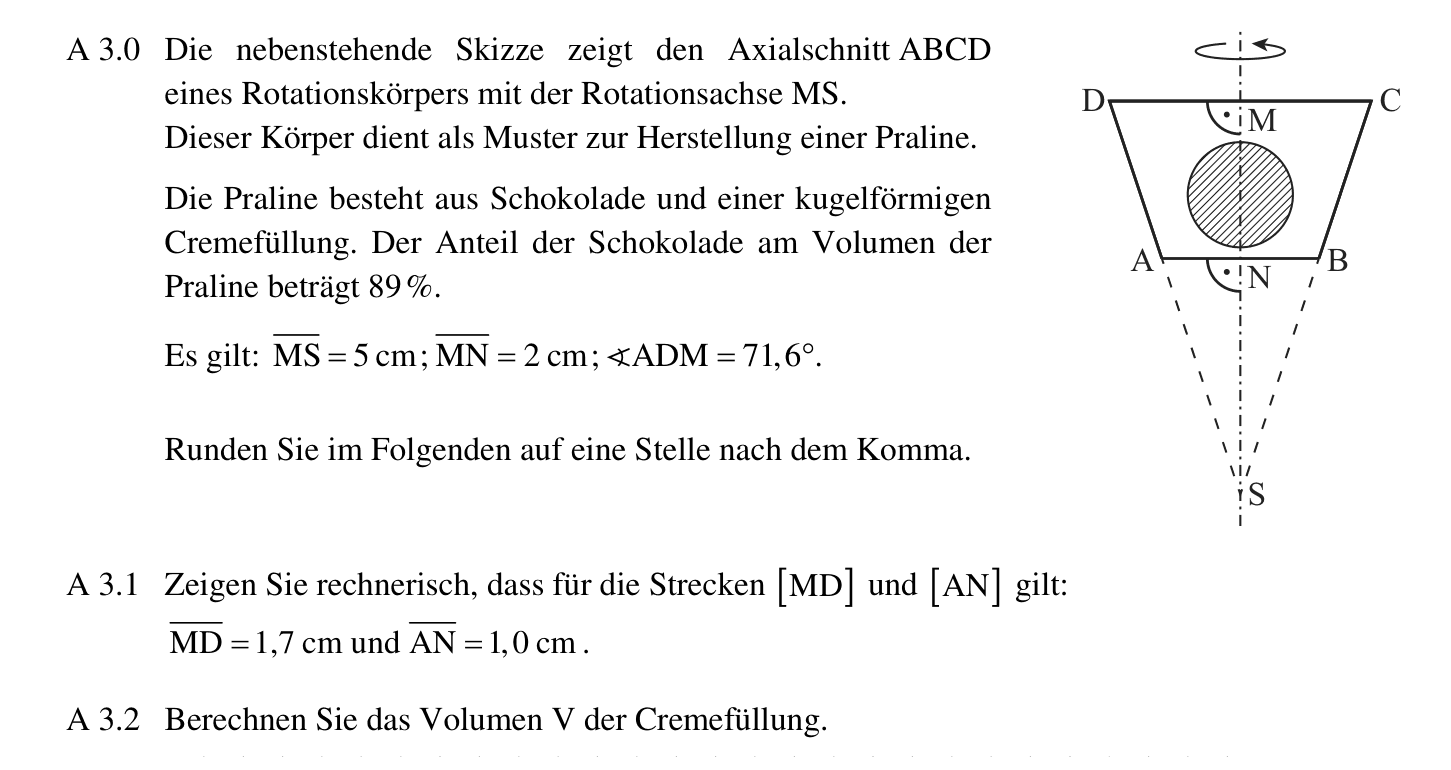 A 3.0 Die nebenstehende Skizze zeigt den Axialschnitt ABCD
eines Rotationskörpers mit der Rotationsachse MS.
Dieser Körper dient als Muster zur Herstellung einer Praline.
Die Praline besteht aus Schokolade und einer kugelförmigen
Cremefüllung. Der Anteil der Schokolade am Volumen der
Praline beträgt 89 %.
Es gilt: M̅S̅ = 5 cm; M̅N̅ = 2 cm; ∢ADM = 71,6°.
Runden Sie im Folgenden auf eine Stelle nach dem Komma.
D
C
M
A
B
N
S
A 3.1 Zeigen Sie rechnerisch, dass für die Strecken [MD] und [AN] gilt:
M̅D̅ = 1,7 cm und A̅N̅ = 1,0 cm.
A 3.2 Berechnen Sie das Volumen V der Cremefüllung.